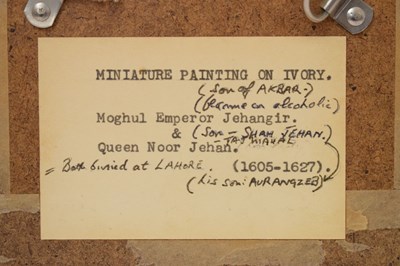 MINIATURE PAINTING ON IVORY.
(son of AKBAR.)
(became an alcoholic)
Moghul Emperor Jehangir.
& (Son – SHAH JEHAN.
– TAJ MAHAL
Queen Noor Jehan.
= Both buried at LAHORE. (1605-1627).
(his son: AURANGZEB)